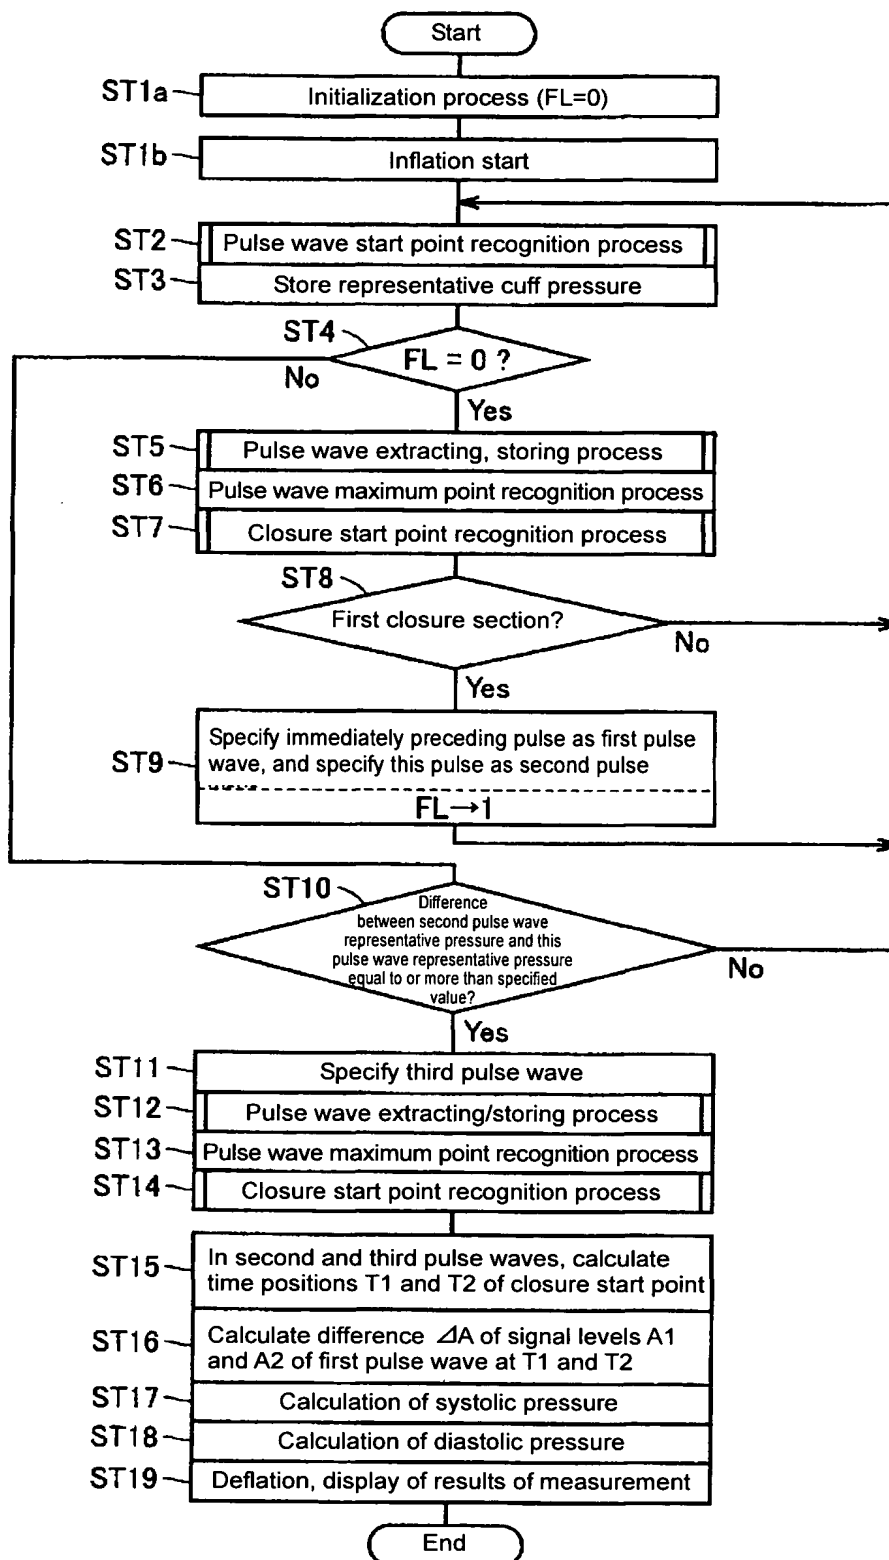 Start
ST1a
Initialization process (FL=0)
ST1b
Inflation start
ST2
Pulse wave start point recognition process
ST3
Store representative cuff pressure
ST4
FL = 0 ?
No
Yes
ST5
Pulse wave extracting, storing process
ST6
Pulse wave maximum point recognition process
ST7
Closure start point recognition process
ST8
First closure section?
No
Yes
ST9
Specify immediately preceding pulse as first pulse
wave, and specify this pulse as second pulse
FL→1
ST10
Difference
between second pulse wave
representative pressure and this
pulse wave representative pressure
equal to or more than specified
value?
No
Yes
ST11
Specify third pulse wave
ST12
Pulse wave extracting/storing process
ST13
Pulse wave maximum point recognition process
ST14
Closure start point recognition process
ST15
In second and third pulse waves, calculate
time positions T1 and T2 of closure start point
ST16
Calculate difference ⊿A of signal levels A1
and A2 of first pulse wave at T1 and T2
ST17
Calculation of systolic pressure
ST18
Calculation of diastolic pressure
ST19
Deflation, display of results of measurement
End